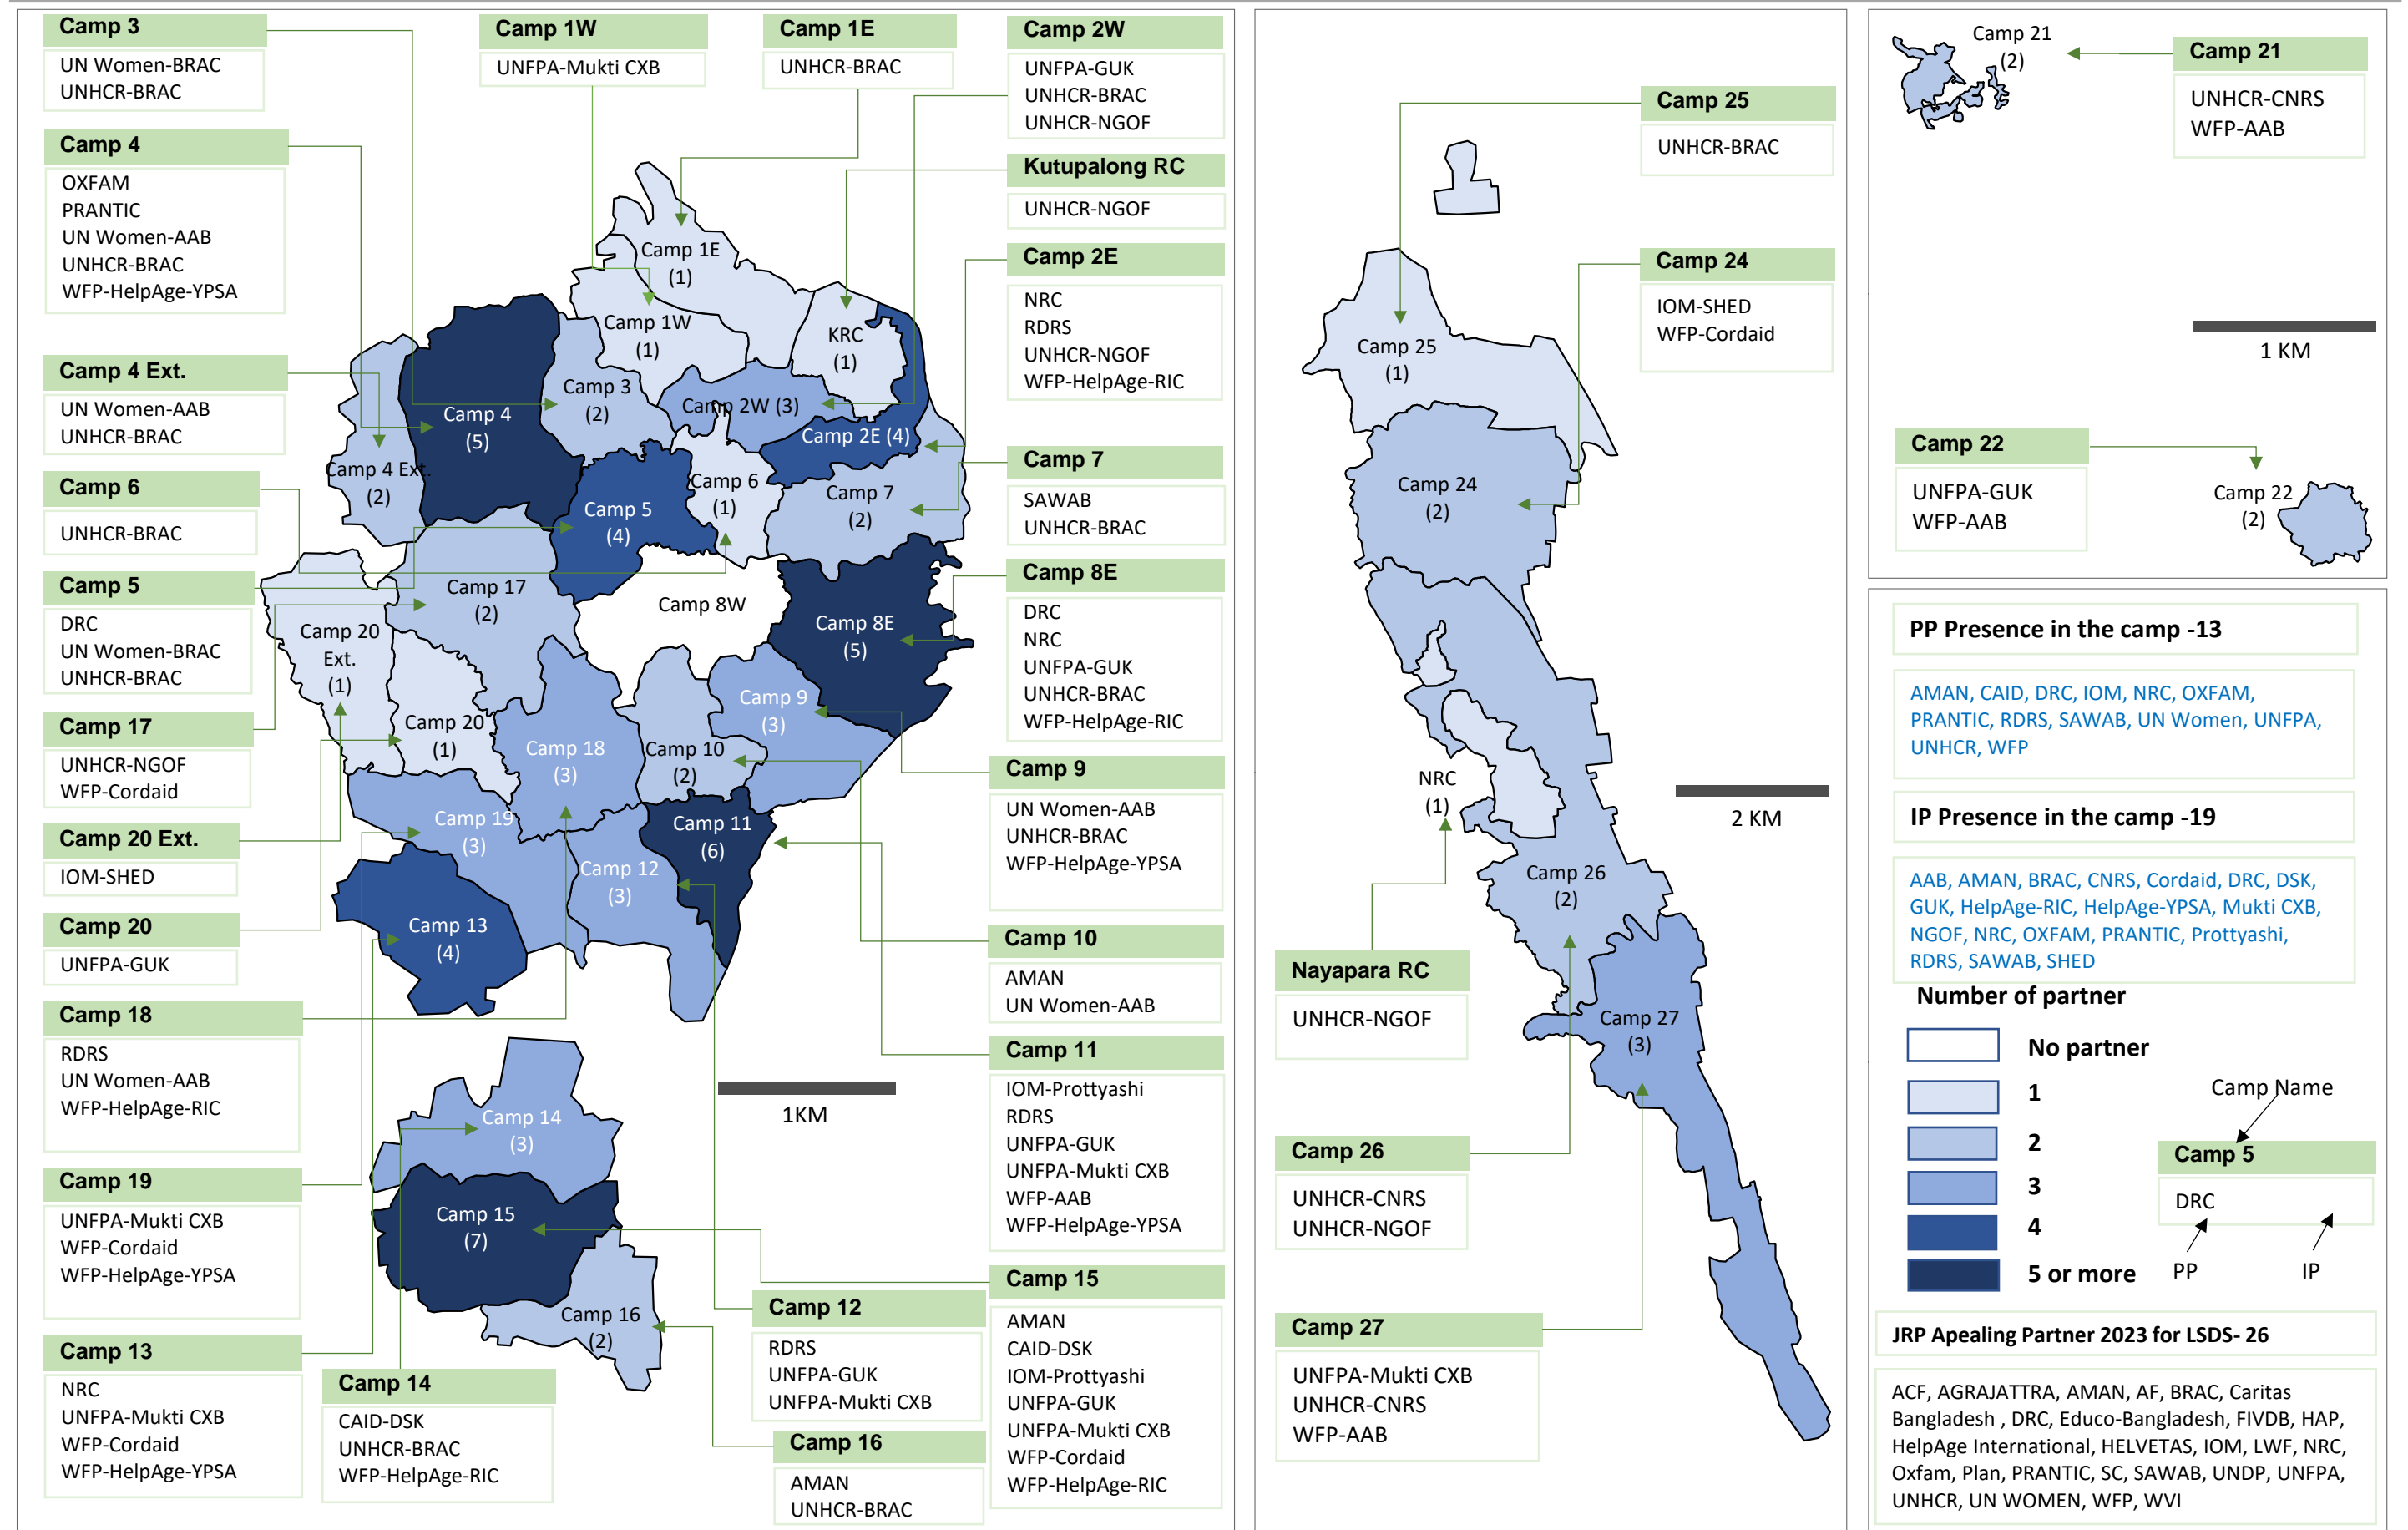 Camp 3
UN Women-BRAC
UNHCR-BRAC
Camp 4
OXFAM
PRANTIC
UN Women-AAB
UNHCR-BRAC
WFP-HelpAge-YPSA
Camp 4 Ext.
UN Women-AAB
UNHCR-BRAC
Camp 6
UNHCR-BRAC
Camp 5
DRC
UN Women-BRAC
UNHCR-BRAC
Camp 17
UNHCR-NGOF
WFP-Cordaid
Camp 20 Ext.
IOM-SHED
Camp 20
UNFPA-GUK
Camp 18
RDRS
UN Women-AAB
WFP-HelpAge-RIC
Camp 19
UNFPA-Mukti CXB
WFP-Cordaid
WFP-HelpAge-YPSA
Camp 13
NRC
UNFPA-Mukti CXB
WFP-Cordaid
WFP-HelpAge-YPSA
Camp 14
CAID-DSK
UNHCR-BRAC
WFP-HelpAge-RIC
Camp 1W
UNFPA-Mukti CXB
Camp 1E
UNHCR-BRAC
Camp 2W
UNFPA-GUK
UNHCR-BRAC
UNHCR-NGOF
Kutupalong RC
UNHCR-NGOF
Camp 2E
NRC
RDRS
UNHCR-NGOF
WFP-HelpAge-RIC
Camp 7
SAWAB
UNHCR-BRAC
Camp 8E
DRC
NRC
UNFPA-GUK
UNHCR-BRAC
WFP-HelpAge-RIC
Camp 9
UN Women-AAB
UNHCR-BRAC
WFP-HelpAge-YPSA
Camp 10
AMAN
UN Women-AAB
Camp 11
IOM-Prottyashi
RDRS
UNFPA-GUK
UNFPA-Mukti CXB
WFP-AAB
WFP-HelpAge-YPSA
Camp 15
AMAN
CAID-DSK
IOM-Prottyashi
UNFPA-GUK
UNFPA-Mukti CXB
WFP-Cordaid
WFP-HelpAge-RIC
Camp 12
RDRS
UNFPA-GUK
UNFPA-Mukti CXB
Camp 16
AMAN
UNHCR-BRAC
Camp 1E
(1)
Camp 1W
(1)
KRC
(1)
Camp 3
(2)
Camp 2W (3)
Camp 4
(5)
Camp 2E (4)
Camp 4 Ext.
(2)
Camp 6
(1)
Camp 7
(2)
Camp 5
(4)
Camp 17
(2)
Camp 8W
Camp 8E
(5)
Camp 20
Ext.
(1)
Camp 20
(1)
Camp 18
(3)
Camp 10
(2)
Camp 9
(3)
Camp 19
(3)
Camp 11
(6)
Camp 12
(3)
Camp 13
(4)
Camp 14
(3)
Camp 15
(7)
Camp 16
(2)
1KM
Camp 25
UNHCR-BRAC
Camp 24
IOM-SHED
WFP-Cordaid
Camp 25
(1)
Camp 24
(2)
NRC
(1)
2 KM
Camp 26
(2)
Nayapara RC
UNHCR-NGOF
Camp 27
(3)
Camp 26
UNHCR-CNRS
UNHCR-NGOF
Camp 27
UNFPA-Mukti CXB
UNHCR-CNRS
WFP-AAB
Camp 21
(2)
Camp 21
UNHCR-CNRS
WFP-AAB
1 KM
Camp 22
UNFPA-GUK
WFP-AAB
Camp 22
(2)
PP Presence in the camp -13
AMAN, CAID, DRC, IOM, NRC, OXFAM,
PRANTIC, RDRS, SAWAB, UN Women, UNFPA,
UNHCR, WFP
IP Presence in the camp -19
AAB, AMAN, BRAC, CNRS, Cordaid, DRC, DSK,
GUK, HelpAge-RIC, HelpAge-YPSA, Mukti CXB,
NGOF, NRC, OXFAM, PRANTIC, Prottyashi,
RDRS, SAWAB, SHED
Number of partner
No partner
1
2
3
4
5 or more
Camp Name
Camp 5
DRC
PP
IP
JRP Apealing Partner 2023 for LSDS- 26
ACF, AGRAJATTRA, AMAN, AF, BRAC, Caritas
Bangladesh , DRC, Educo-Bangladesh, FIVDB, HAP,
HelpAge International, HELVETAS, IOM, LWF, NRC,
Oxfam, Plan, PRANTIC, SC, SAWAB, UNDP, UNFPA,
UNHCR, UN WOMEN, WFP, WVI